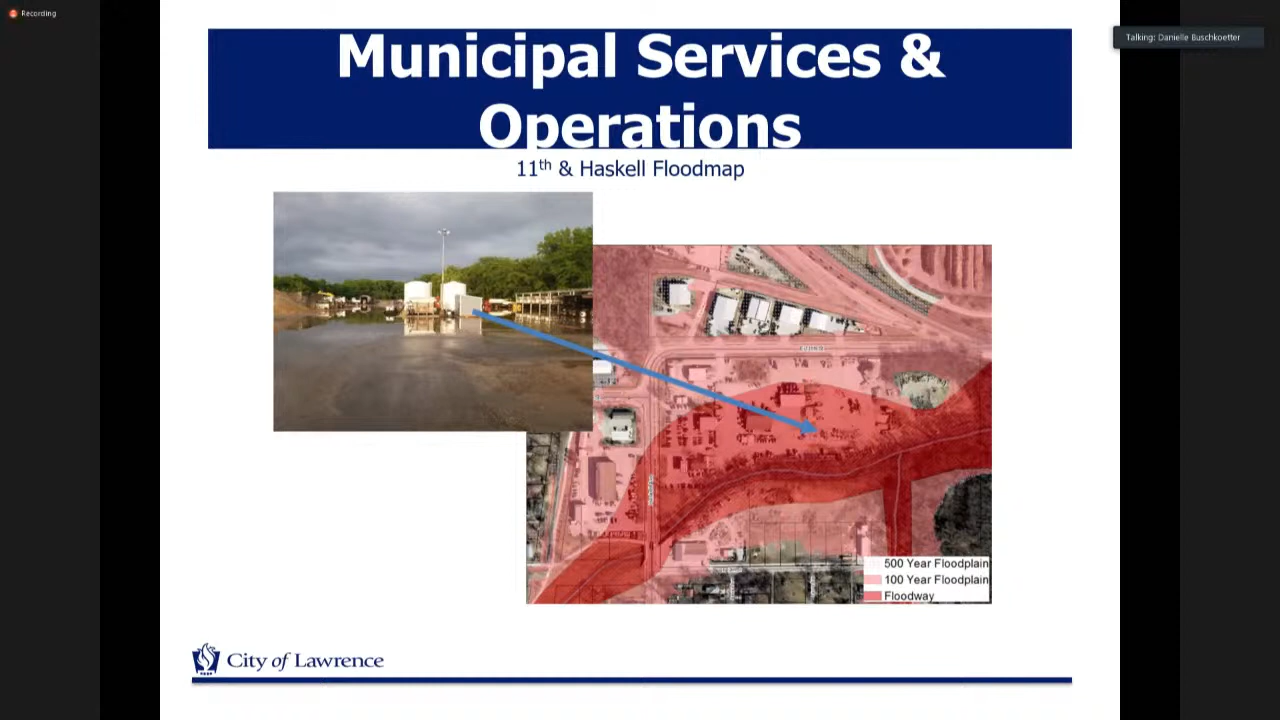 Recording
Talking: Danielle Buschkoetter
Municipal Services &
Operations
11th & Haskell Floodmap
500 Year Floodplain
100 Year Floodplain
Floodway
City of Lawrence